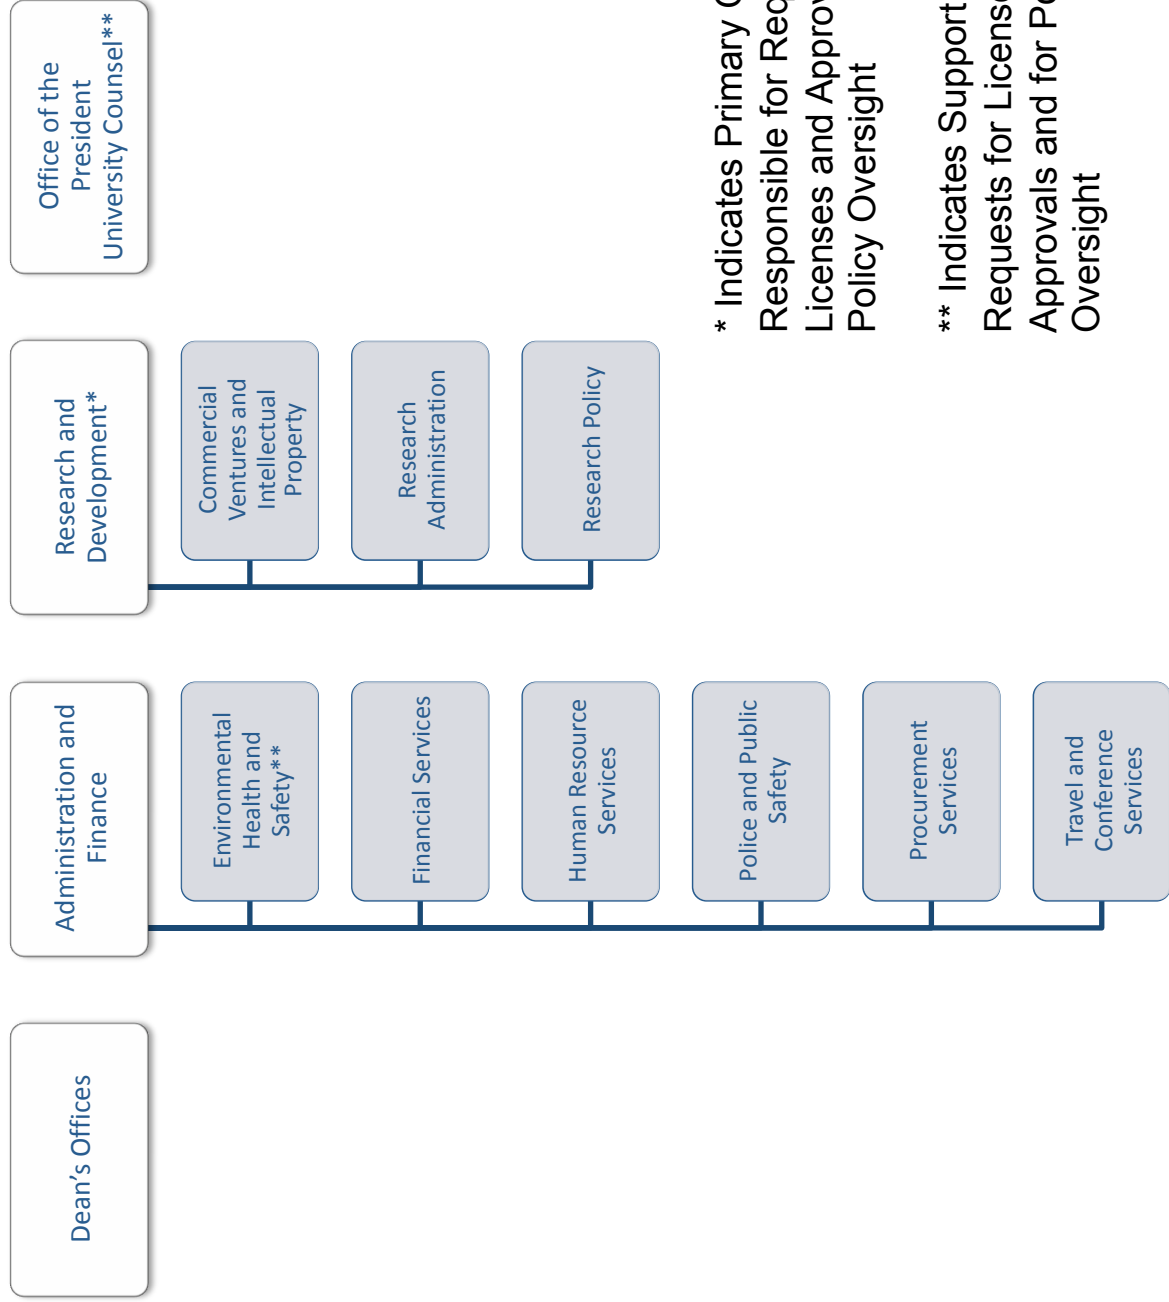 Dean's Offices
Administration and
Finance
Environmental
Health and
Safety**
Financial Services
Human Resource
Services
Police and Public
Safety
Procurement
Services
Travel and
Conference
Services
Research and
Development*
Commercial
Ventures and
Intellectual
Property
Research
Administration
Research Policy
Office of the
President
University Counsel**
* Indicates Primary
Responsible for
Licenses and
Policy Oversight
** Indicates Support
Requests for
Approvals and for
Oversight